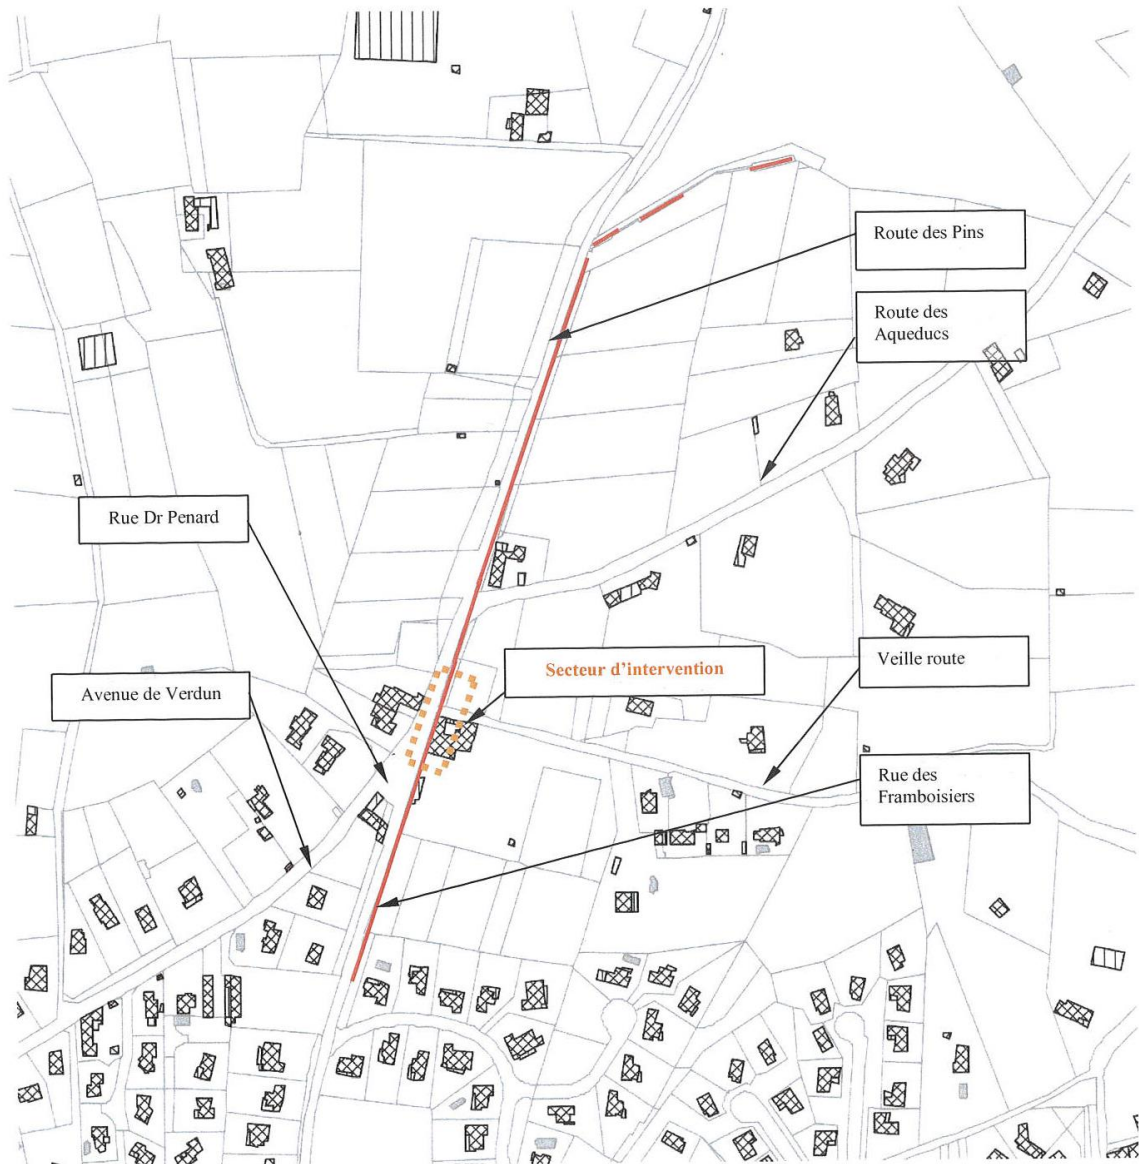 Route des Pins
Route des
Aqueducs
Rue Dr Penard
Secteur d'intervention
Veille route
Avenue de Verdun
Rue des
Framboisiers